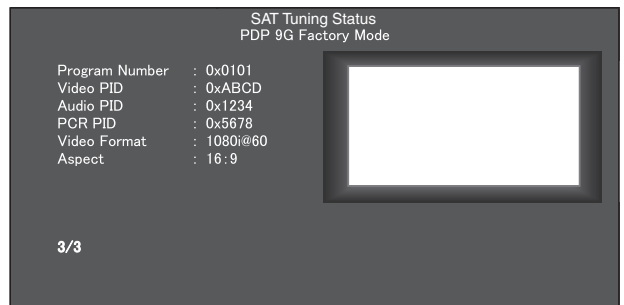 SAT Tuning Status
PDP 9G Factory Mode
Program Number : 0x0101
Video PID : 0xABCD
Audio PID : 0x1234
PCR PID : 0x5678
Video Format : 1080i@60
Aspect : 16:9
3/3